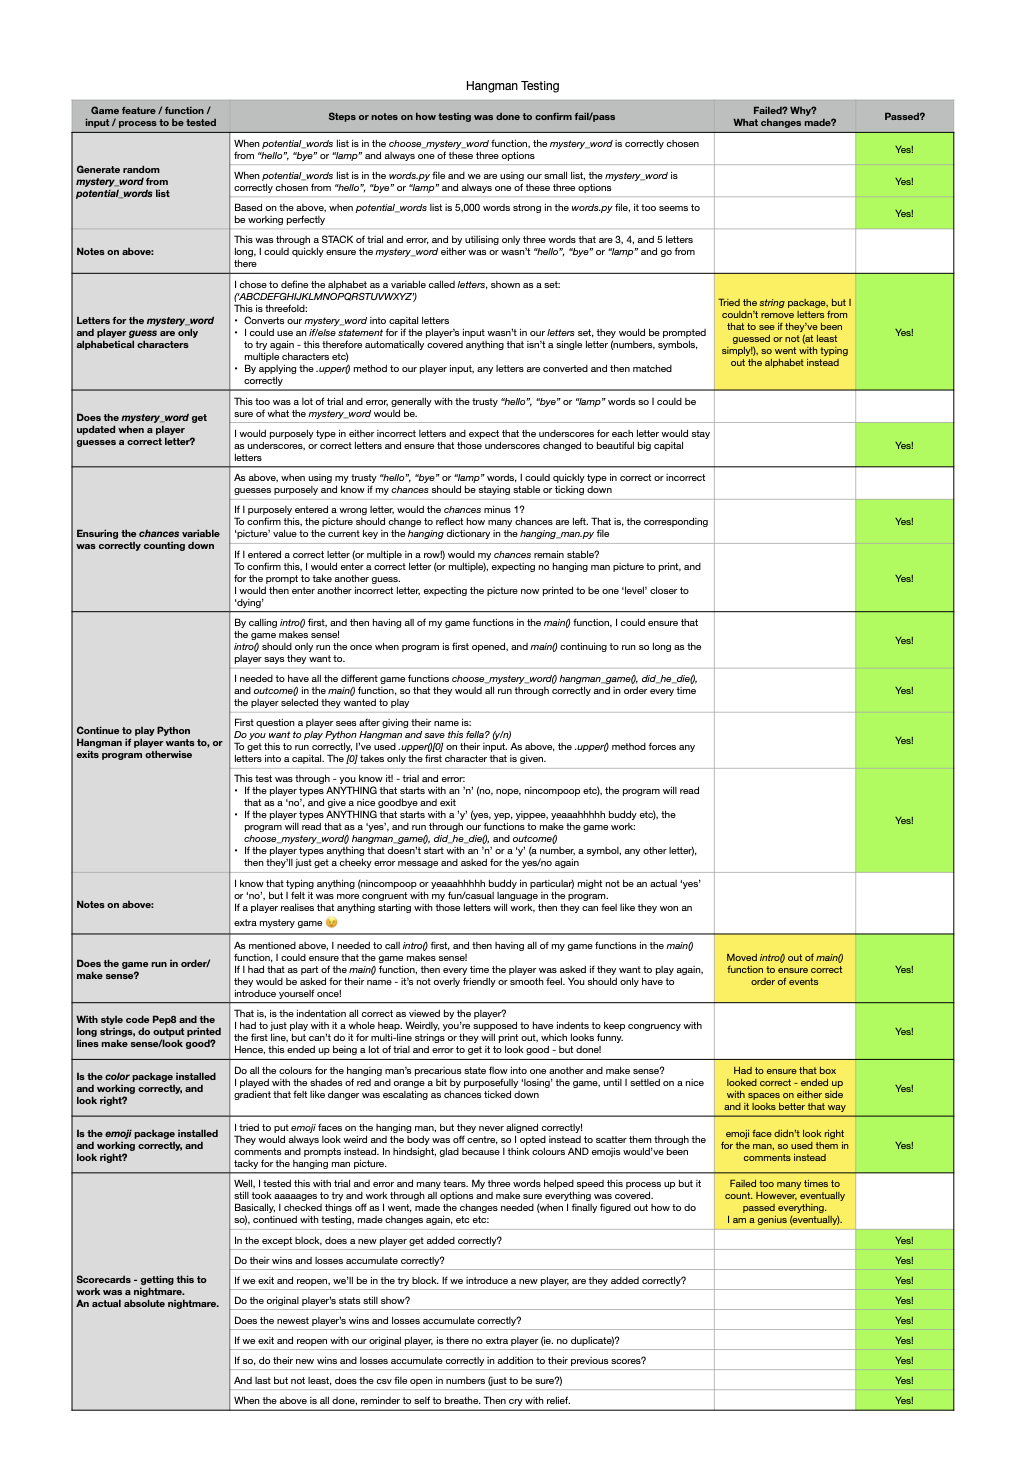 Hangman Testing
Game feature / function /
input / process to be tested
Steps or notes on how testing was done to confirm fail/pass
Failed? Why?
What changes made?
Passed?
Generate random
mystery_word from
potential_words list
When potential_words list is in the choose_mystery_word function, the mystery_word is correctly chosen
from “hello”, “bye” or “lamp” and always one of these three options
Yes!
When potential_words list is in the words.py file and we are using our small list, the mystery_word is
correctly chosen from “hello”, “bye” or “lamp” and always one of these three options
Yes!
Based on the above, when potential_words list is 5,000 words strong in the words.py file, it too seems to
be working perfectly
Yes!
Notes on above:
This was through a STACK of trial and error, and by utilising only three words that are 3, 4, and 5 letters
long, I could quickly ensure the mystery_word either was or wasn’t “hello”, “bye” or “lamp” and go from
there
Letters for the mystery_word
and player guess are only
alphabetical characters
I chose to define the alphabet as a variable called letters, shown as a set:
(‘ABCDEFGHIJKLMNOPQRSTUVWXYZ’)
This is threefold:
• Converts our mystery_word into capital letters
• I could use an if/else statement for if the player’s input wasn’t in our letters set, they would be prompted
to try again - this therefore automatically covered anything that isn’t a single letter (numbers, symbols,
multiple characters etc)
• By applying the .upper() method to our player input, any letters are converted and then matched
correctly
Tried the string package, but I
couldn’t remove letters from
that to see if they’ve been
guessed or not (at least
simply!), so went with typing
out the alphabet instead
Yes!
Does the mystery_word get
updated when a player
guesses a correct letter?
This too was a lot of trial and error, generally with the trusty “hello”, “bye” or “lamp” words so I could be
sure of what the mystery_word would be.
I would purposely type in either incorrect letters and expect that the underscores for each letter would stay
as underscores, or correct letters and ensure that those underscores changed to beautiful big capital
letters
Yes!
Ensuring the chances variable
was correctly counting down
As above, when using my trusty “hello”, “bye” or “lamp” words, I could quickly type in correct or incorrect
guesses purposely and know if my chances should be staying stable or ticking down
If I purposely entered a wrong letter, would the chances minus 1?
To confirm this, the picture should change to reflect how many chances are left. That is, the corresponding
‘picture’ value to the current key in the hanging dictionary in the hanging_man.py file
Yes!
If I entered a correct letter (or multiple in a row!) would my chances remain stable?
To confirm this, I would enter a correct letter (or multiple), expecting no hanging man picture to print, and
for the prompt to take another guess.
I would then enter another incorrect letter, expecting the picture now printed to be one ‘level’ closer to
‘dying’
Yes!
Continue to play Python
Hangman if player wants to, or
exits program otherwise
By calling intro() first, and then having all of my game functions in the main() function, I could ensure that
the game makes sense!
intro() should only run the once when program is first opened, and main() continuing to run so long as the
player says they want to.
Yes!
I needed to have all the different game functions choose_mystery_word() hangman_game(), did_he_die(),
and outcome() in the main() function, so that they would all run through correctly and in order every time
the player selected they wanted to play
Yes!
First question a player sees after giving their name is:
Do you want to play Python Hangman and save this fella? (y/n)
To get this to run correctly, I’ve used .upper()[0] on their input. As above, the .upper() method forces any
letters into a capital. The [0] takes only the first character that is given.
Yes!
This test was through - you know it! - trial and error:
• If the player types ANYTHING that starts with an ’n’ (no, nope, nincompoop etc), the program will read
that as a ‘no’, and give a nice goodbye and exit
• If the player types ANYTHING that starts with a ’y’ (yes, yep, yippee, yeaaahhhhh buddy etc), the
program will read that as a ‘yes’, and run through our functions to make the game work:
choose_mystery_word() hangman_game(), did_he_die(), and outcome()
• If the player types anything that doesn’t start with an ’n’ or a ‘y’ (a number, a symbol, any other letter),
then they’ll just get a cheeky error message and asked for the yes/no again
Yes!
Notes on above:
I know that typing anything (nincompoop or yeaaahhhhh buddy in particular) might not be an actual ‘yes’
or ‘no’, but I felt it was more congruent with my fun/casual language in the program.
If a player realises that anything starting with those letters will work, then they can feel like they won an
extra mystery game 😉
Does the game run in order/
make sense?
As mentioned above, I needed to call intro() first, and then having all of my game functions in the main()
function, I could ensure that the game makes sense!
If I had that as part of the main() function, then every time the player was asked if they want to play again,
they would be asked for their name - it’s not overly friendly or smooth feel. You should only have to
introduce yourself once!
Moved intro() out of main()
function to ensure correct
order of events
Yes!
With style code Pep8 and the
long strings, do output printed
lines make sense/look good?
That is, is the indentation all correct as viewed by the player?
I had to just play with it a whole heap. Weirdly, you’re supposed to have indents to keep congruency with
the first line, but can’t do it for multi-line strings or they will print out, which looks funny.
Hence, this ended up being a lot of trial and error to get it to look good - but done!
Yes!
Is the color package installed
and working correctly, and
look right?
Do all the colours for the hanging man’s precarious state flow into one another and make sense?
I played with the shades of red and orange a bit by purposefully ‘losing’ the game, until I settled on a nice
gradient that felt like danger was escalating as chances ticked down
Had to ensure that box
looked correct - ended up
with spaces on either side
and it looks better that way
Yes!
Is the emoji package installed
and working correctly, and
look right?
I tried to put emoji faces on the hanging man, but they never aligned correctly!
They would always look weird and the body was off centre, so I opted instead to scatter them through the
comments and prompts instead. In hindsight, glad because I think colours AND emojis would’ve been
tacky for the hanging man picture.
emoji face didn’t look right
for the man, so used them in
comments instead
Yes!
Scorecards - getting this to
work was a nightmare.
An actual absolute nightmare.
Well, I tested this with trial and error and many tears. My three words helped speed this process up but it
still took aaaaages to try and work through all options and make sure everything was covered.
Basically, I checked things off as I went, made the changes needed (when I finally figured out how to do
so), continued with testing, made changes again, etc etc:
Failed too many times to
count. However, eventually
passed everything.
I am a genius (eventually).
In the except block, does a new player get added correctly?
Yes!
Do their wins and losses accumulate correctly?
Yes!
If we exit and reopen, we’ll be in the try block. If we introduce a new player, are they added correctly?
Yes!
Do the original player’s stats still show?
Yes!
Does the newest player’s wins and losses accumulate correctly?
Yes!
If we exit and reopen with our original player, is there no extra player (ie. no duplicate)?
Yes!
If so, do their new wins and losses accumulate correctly in addition to their previous scores?
Yes!
And last but not least, does the csv file open in numbers (just to be sure?)
Yes!
When the above is all done, reminder to self to breathe. Then cry with relief.
Yes!